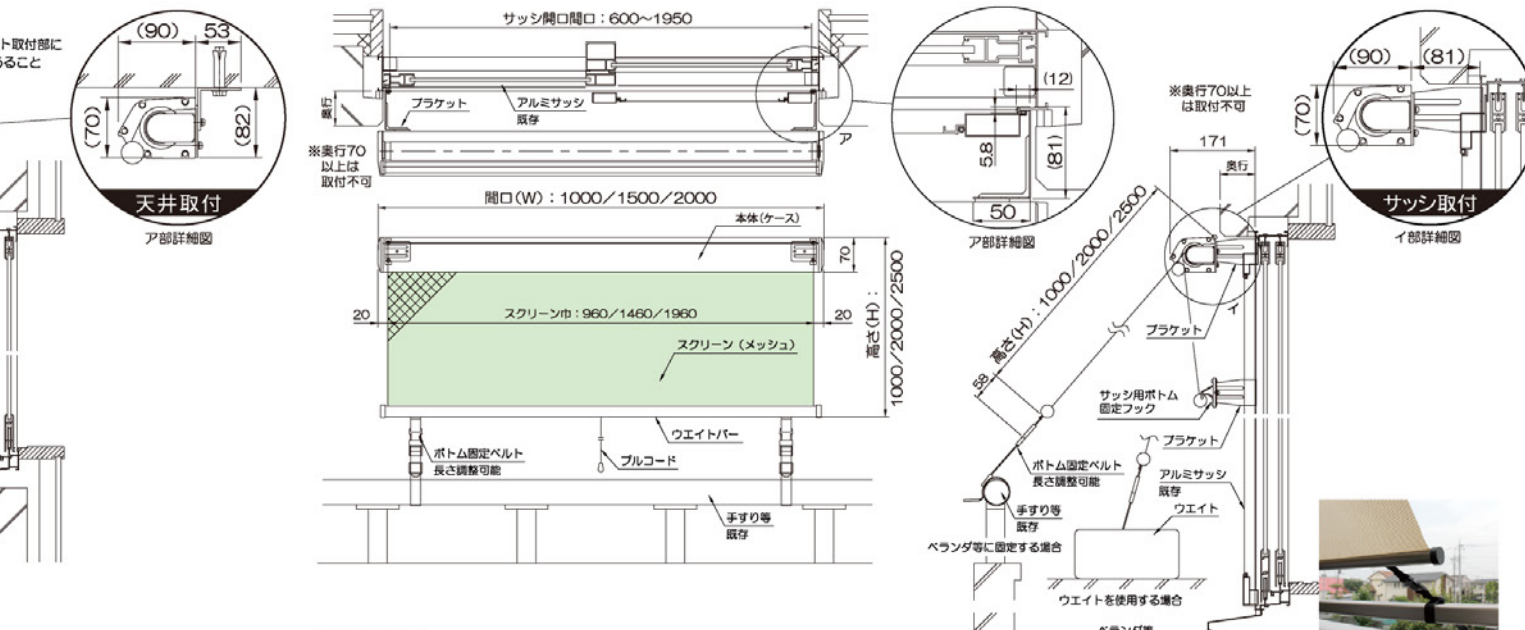 ト取付部に
うること
(90)
53
(70)
(82)
天井取付
ア部詳細図
サッシ開口間口：600～1950
奥行
ブラケット
アルミサッシ
既存
ア
※奥行70
以上は
取付不可
間口(W)：1000／1500／2000
本体(ケース)
70
20
スクリーン巾：960／1460／1960
20
スクリーン（メッシュ）
高さ(H)：
1000/2000/2500
ウエイトバー
ボトム固定ベルト
長さ調整可能
プルコード
手すり等
既存
(12)
5.8
(81)
50
ア部詳細図
※奥行70以上
は取付不可
(90)
(81)
(70)
サッシ取付
イ部詳細図
171
奥行
高さ(H)：1000/2000/2500
58
イ
ブラケット
サッシ用ボトム
固定フック
ブラケット
ボトム固定ベルト
長さ調整可能
アルミサッシ
既存
手すり等
既存
ウエイト
ベランダ等に固定する場合
ウエイトを使用する場合
ベランダ等